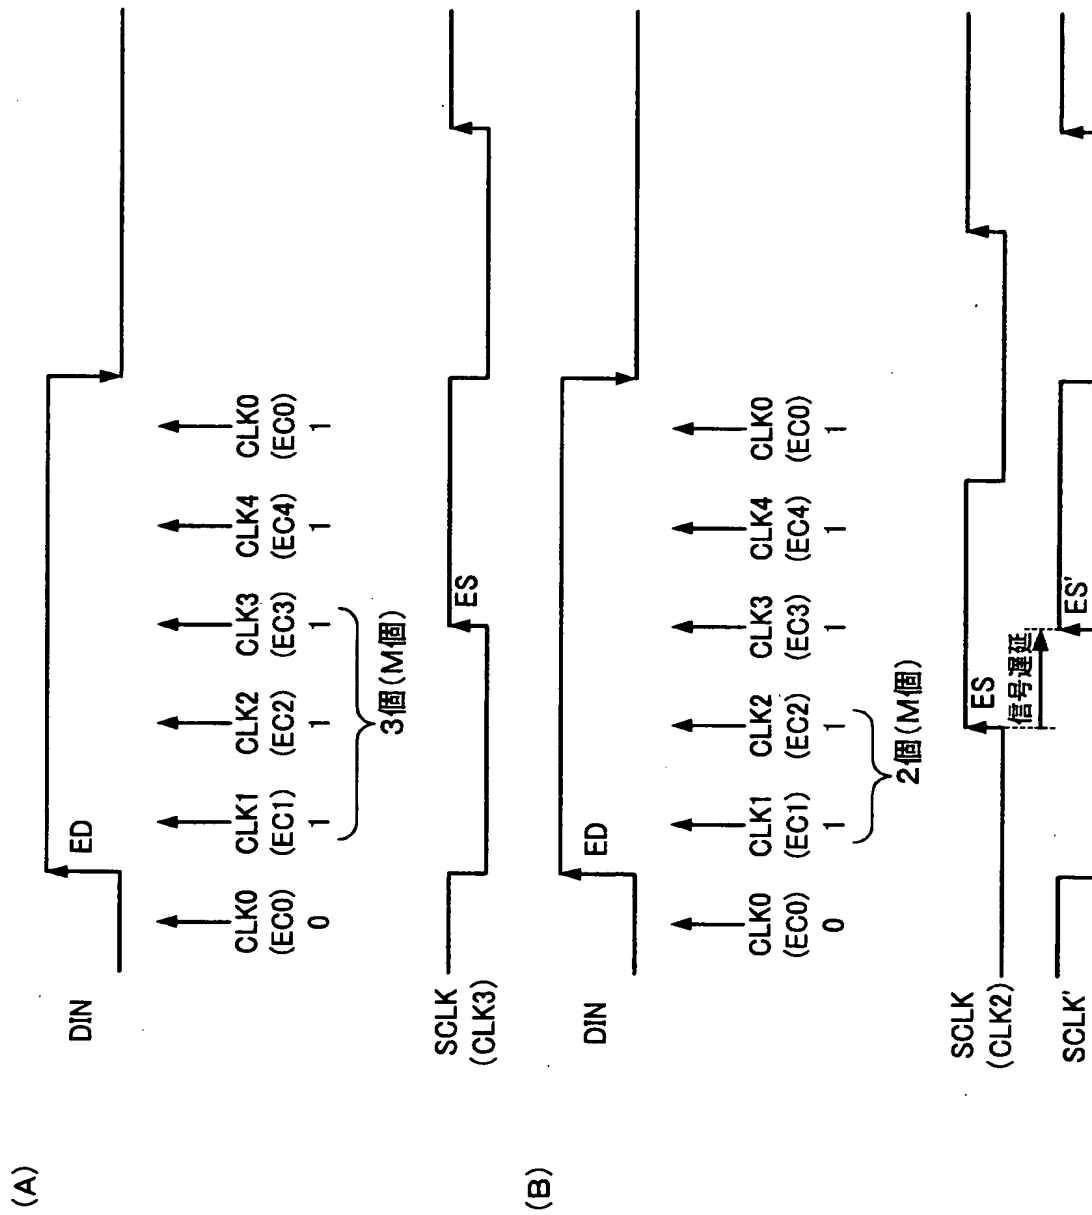 (A)
DIN
ED
CLK0 CLK1 CLK2 CLK3 CLK4 CLK0
(EC0) (EC1) (EC2) (EC3) (EC4) (EC0)
0 1 1 1 1 1
3個(M個)
SCLK
(CLK3)
ES
(B)
DIN
ED
CLK0 CLK1 CLK2 CLK3 CLK4 CLK0
(EC0) (EC1) (EC2) (EC3) (EC4) (EC0)
0 1 1 1 1 1
2個(M個)
SCLK
(CLK2)
ES
信号遅延
SCLK'
ES'